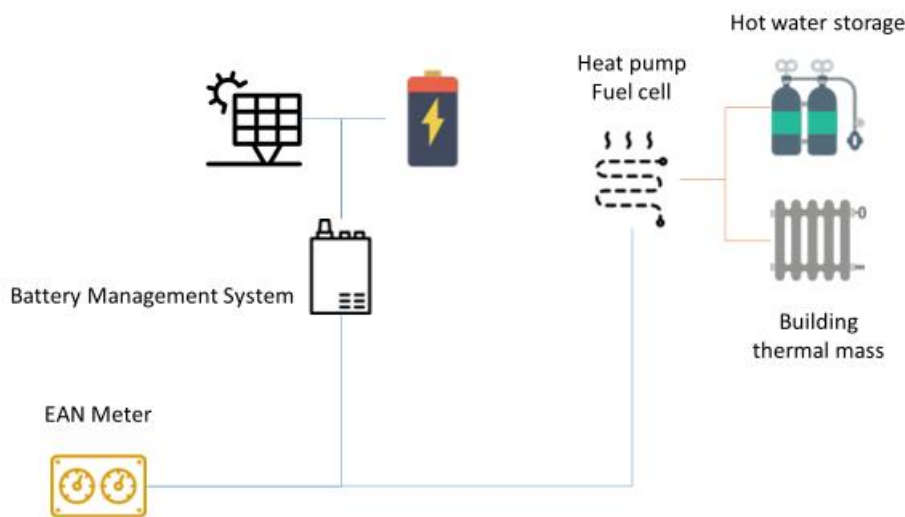 Hot water storage
Heat pump
Fuel cell
Battery Management System
Building
thermal mass
EAN Meter